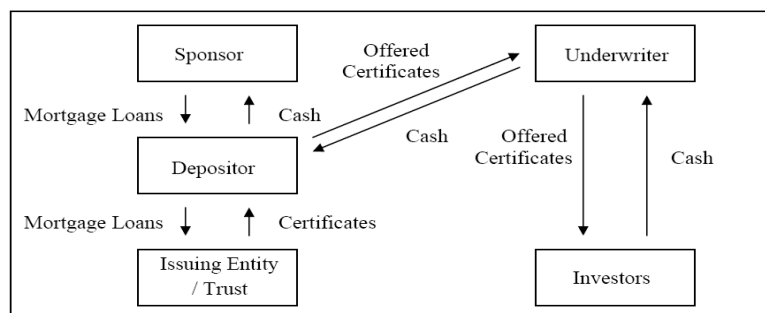 Sponsor
Offered
Certificates
Underwriter
Mortgage Loans
Cash
Cash
Depositor
Offered
Certificates
Cash
Mortgage Loans
Certificates
Issuing Entity
/ Trust
Investors